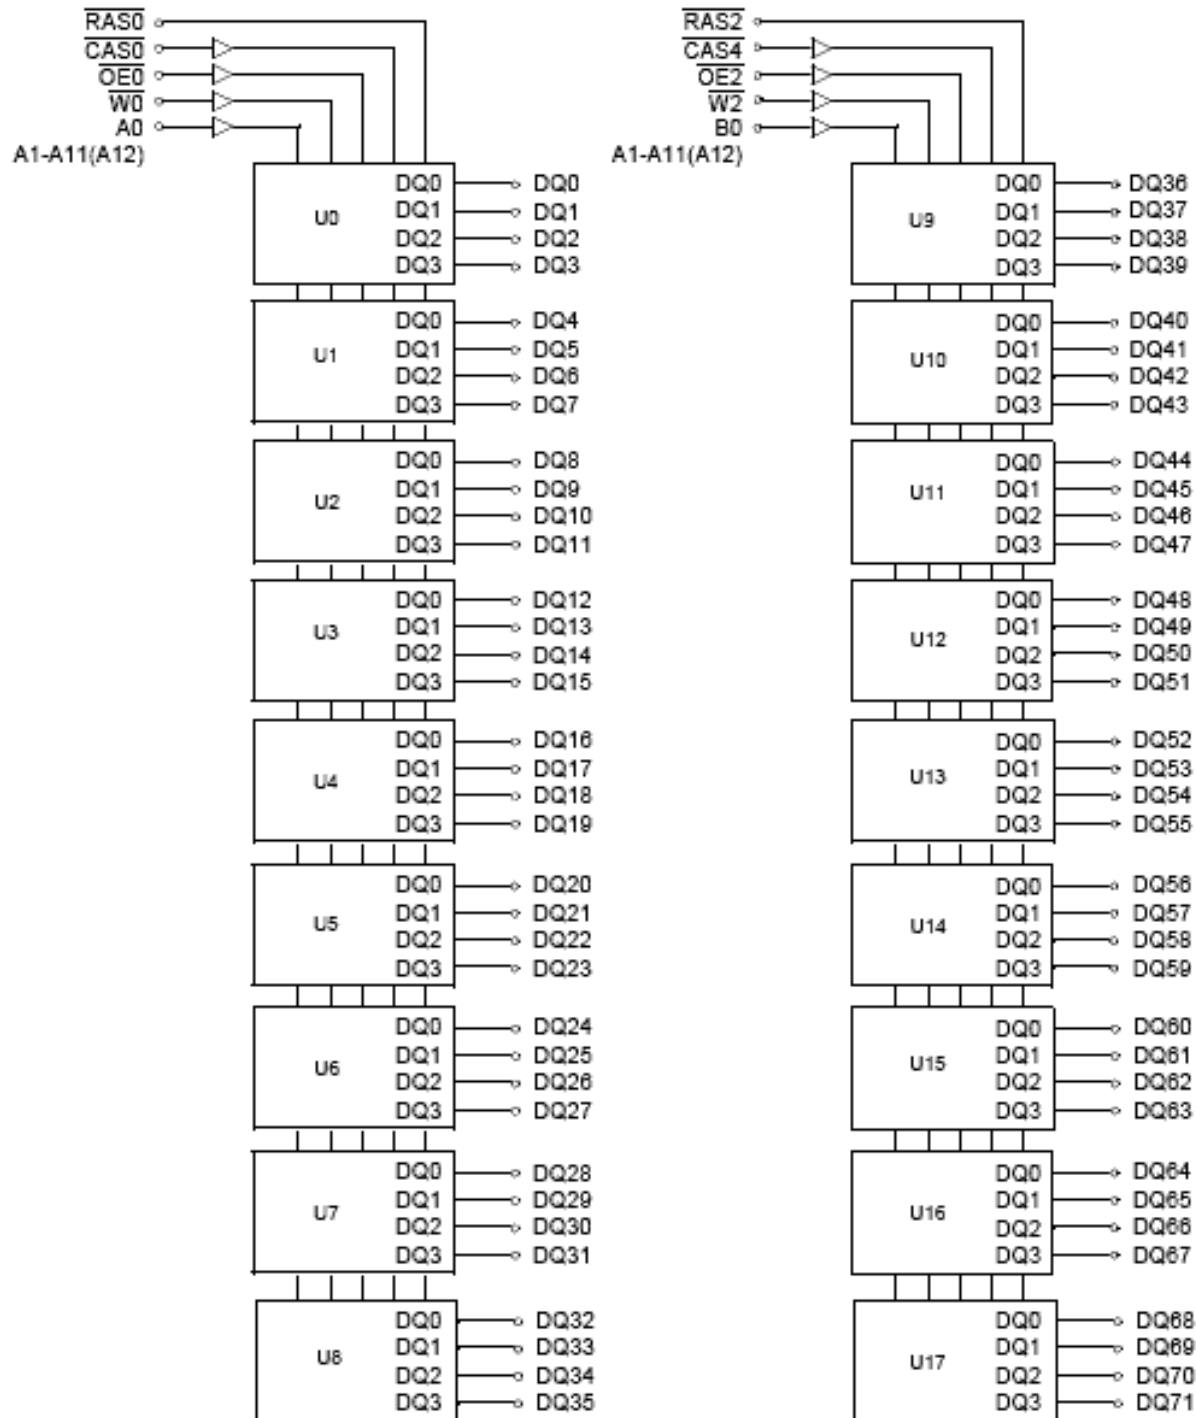 RAS0
CAS0
OE0
W0
A0
A1-A11(A12)
U0
DQ0 DQ0
DQ1 DQ1
DQ2 DQ2
DQ3 DQ3
U1
DQ0 DQ4
DQ1 DQ5
DQ2 DQ6
DQ3 DQ7
U2
DQ0 DQ8
DQ1 DQ9
DQ2 DQ10
DQ3 DQ11
U3
DQ0 DQ12
DQ1 DQ13
DQ2 DQ14
DQ3 DQ15
U4
DQ0 DQ16
DQ1 DQ17
DQ2 DQ18
DQ3 DQ19
U5
DQ0 DQ20
DQ1 DQ21
DQ2 DQ22
DQ3 DQ23
U6
DQ0 DQ24
DQ1 DQ25
DQ2 DQ26
DQ3 DQ27
U7
DQ0 DQ28
DQ1 DQ29
DQ2 DQ30
DQ3 DQ31
U8
DQ0 DQ32
DQ1 DQ33
DQ2 DQ34
DQ3 DQ35
RAS2
CAS4
OE2
W2
B0
A1-A11(A12)
U9
DQ0 DQ36
DQ1 DQ37
DQ2 DQ38
DQ3 DQ39
U10
DQ0 DQ40
DQ1 DQ41
DQ2 DQ42
DQ3 DQ43
U11
DQ0 DQ44
DQ1 DQ45
DQ2 DQ46
DQ3 DQ47
U12
DQ0 DQ48
DQ1 DQ49
DQ2 DQ50
DQ3 DQ51
U13
DQ0 DQ52
DQ1 DQ53
DQ2 DQ54
DQ3 DQ55
U14
DQ0 DQ56
DQ1 DQ57
DQ2 DQ58
DQ3 DQ59
U15
DQ0 DQ60
DQ1 DQ61
DQ2 DQ62
DQ3 DQ63
U16
DQ0 DQ64
DQ1 DQ65
DQ2 DQ66
DQ3 DQ67
U17
DQ0 DQ68
DQ1 DQ69
DQ2 DQ70
DQ3 DQ71